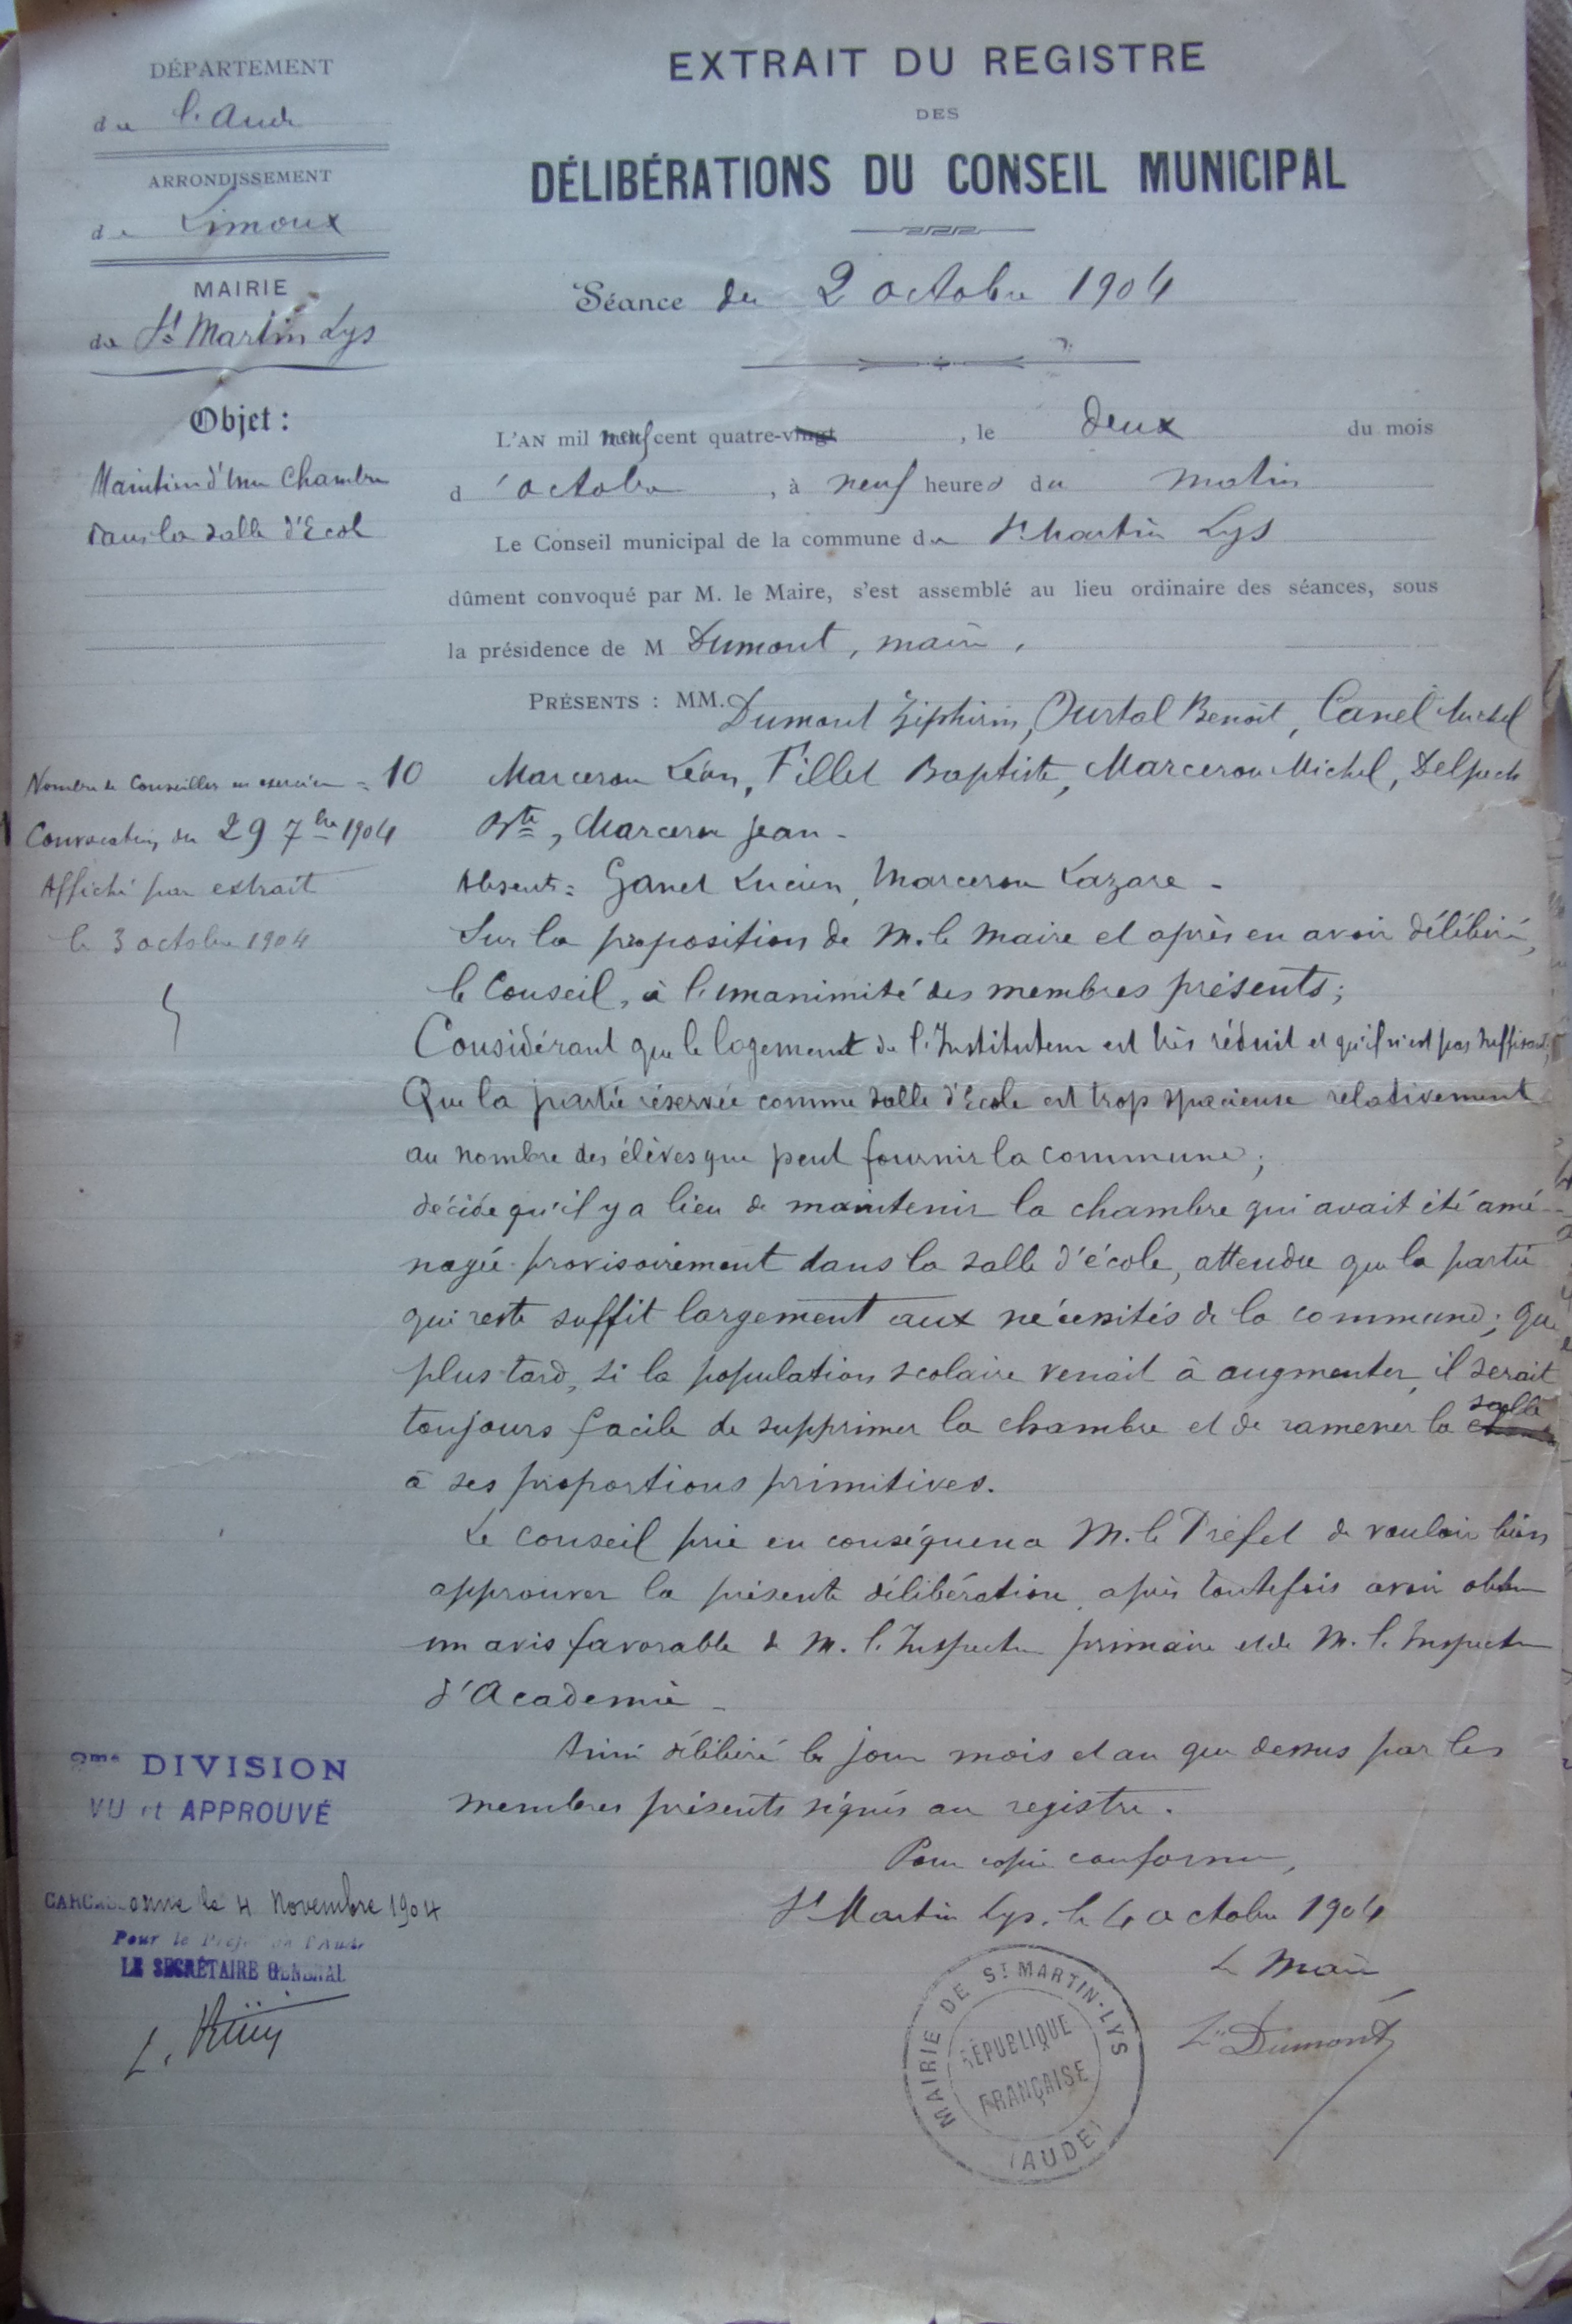 DÉPARTEMENT
de l'Aude
ARRONDISSEMENT
de Limoux
MAIRIE
de St Martin Lys
Objet :
Maintien d'une Chambre
dans la salle d'Ecole
Nombre de Conseillers en exercice = 10
Convocation du 29 7bre 1904
Affiché par extrait
le 3 octobre 1904
EXTRAIT DU REGISTRE
DES
DÉLIBÉRATIONS DU CONSEIL MUNICIPAL
Séance du 2 octobre 1904
L'AN mil neuf cent quatre-vingt, le deux du mois
d'octobre, à neuf heures du matin
Le Conseil municipal de la commune de St Martin Lys
dûment convoqué par M. le Maire, s'est assemblé au lieu ordinaire des séances, sous
la présidence de M Dumont, maire,
PRÉSENTS : MM. Dumont Zéphirin, Ourtal Benoit, Canel Michel
Marceron Léon, Fillet Baptiste, Marceron Michel, Delpech
Bte, Marceron Jean -
Absents : Lucien, Marceron Lazare -
Sur la proposition de M. le Maire et après en avoir délibéré,
le Conseil, à l'unanimité des membres présents ;
Considérant que le logement de l'Instituteur est très réduit et qu'il n'est pas suffisant,
Que la partie réservée comme salle d'Ecole est trop spacieuse relativement
au nombre des élèves que peut fournir la commune ;
décide qu'il y a lieu de maintenir la chambre qui avait été amé-
nagée provisoirement dans la salle d'école, attendu que la partie
qui reste suffit largement aux nécessités de la commune ; que
plus tard, si la population scolaire venait à augmenter, il serait
toujours facile de supprimer la chambre et de ramener la salle
à ses proportions primitives.
Le conseil prie en conséquence M. le Préfet de vouloir bien
approuver la présente délibération, après toutefois avoir obtenu
un avis favorable de M. l'Inspecteur primaire et de M. l'Inspecteur
d'Academie -
Ainsi délibéré le jour mois et an que dessus par les
membres présents signés au registre.
Pour copie conforme,
St Martin Lys, le 4 octobre 1904
Le Maire
Zin Dumont
MAIRIE DE ST MARTIN-LYS
RÉPUBLIQUE
FRANÇAISE
(AUDE)
2me DIVISION
VU et APPROUVÉ
CARCASSonne le 4 Novembre 1904
Pour le Préfet de l'Aude
LE SECRÉTAIRE GÉNÉRAL